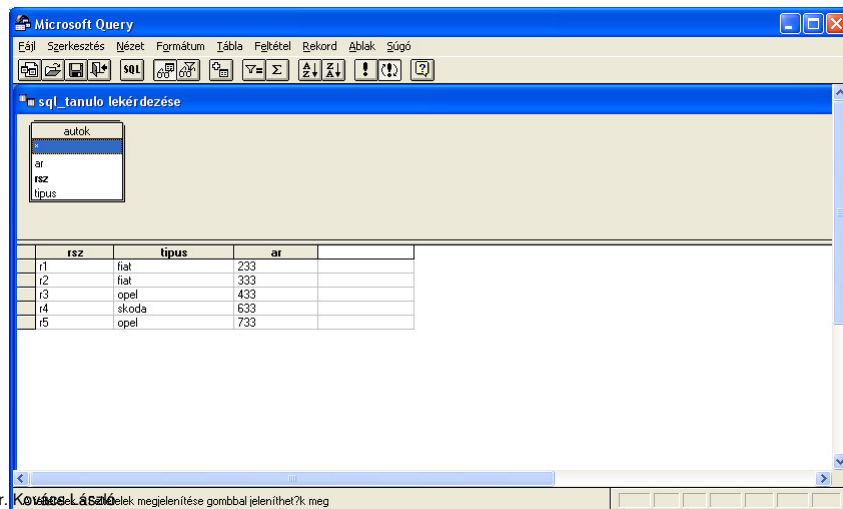 Microsoft Query
Fájl Szerkesztés Nézet Formátum Tábla Feltétel Rekord Ablak Súgó
SQL
sql_tanulo lekérdezése
autok
*
ar
rsz
tipus
rsz tipus ar
r1 fiat 233
r2 fiat 333
r3 opel 433
r4 skoda 633
r5 opel 733
r. Kovács László
megjelenítése gombbal jeleníthet?k meg